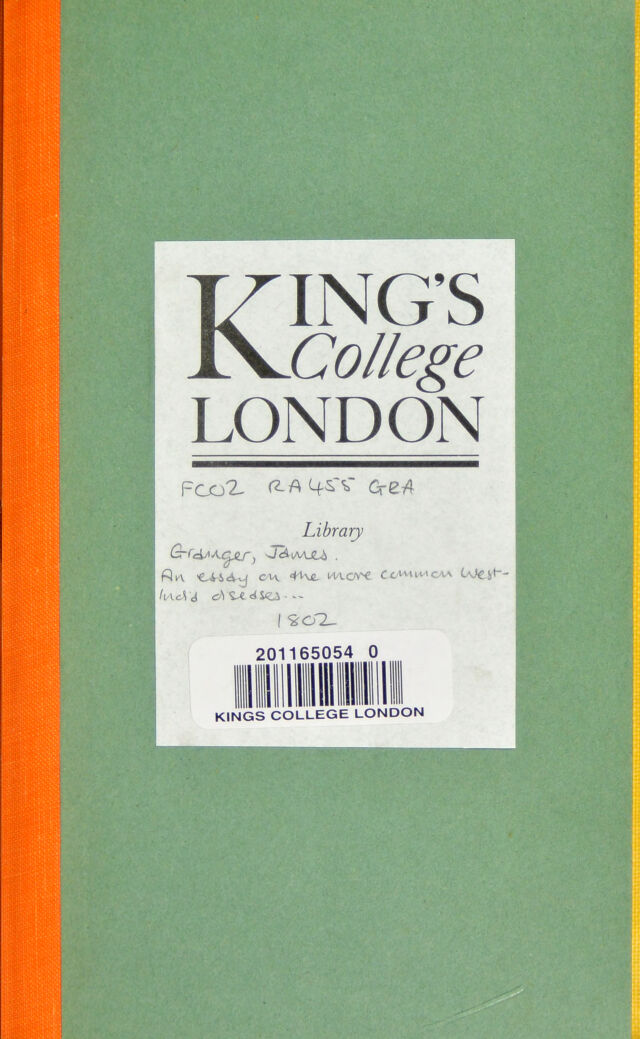 KING'S
College
LONDON
FC02 RA455 GRA
Library
Grainger, James.
An essay on the more common West-
India diseases...
1802
201165054 0
KINGS COLLEGE LONDON